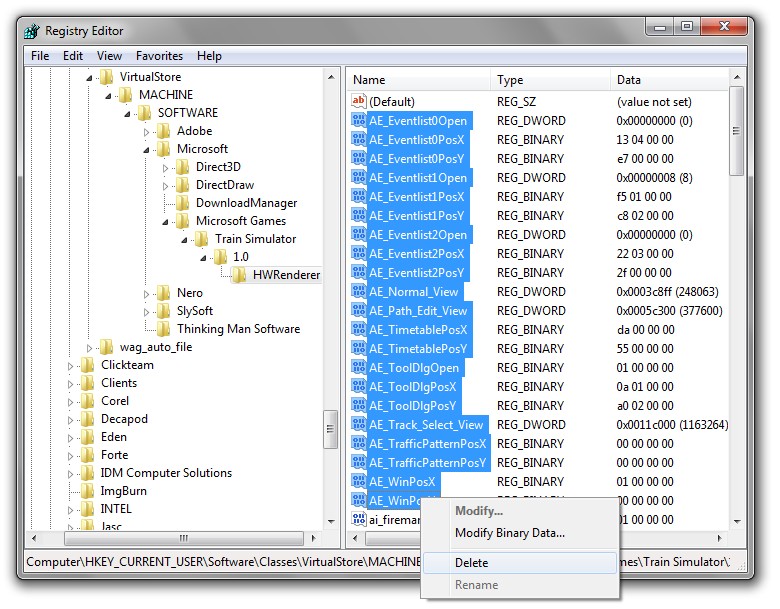 Registry Editor
File Edit View Favorites Help
VirtualStore
MACHINE
SOFTWARE
Adobe
Microsoft
Direct3D
DirectDraw
DownloadManager
Microsoft Games
Train Simulator
1.0
HWRenderer
Nero
SlySoft
Thinking Man Software
wag_auto_file
Clickteam
Clients
Corel
Decapod
Eden
Forte
IDM Computer Solutions
ImgBurn
INTEL
Jasc
Name Type Data
(Default) REG_SZ (value not set)
AE_Eventlist0Open REG_DWORD 0x00000000 (0)
AE_Eventlist0PosX REG_BINARY 13 04 00 00
AE_Eventlist0PosY REG_BINARY e7 00 00 00
AE_Eventlist1Open REG_DWORD 0x00000008 (8)
AE_Eventlist1PosX REG_BINARY f5 01 00 00
AE_Eventlist1PosY REG_BINARY c8 02 00 00
AE_Eventlist2Open REG_DWORD 0x00000000 (0)
AE_Eventlist2PosX REG_BINARY 22 03 00 00
AE_Eventlist2PosY REG_BINARY 2f 00 00 00
AE_Normal_View REG_DWORD 0x0003c8ff (248063)
AE_Path_Edit_View REG_DWORD 0x0005c300 (377600)
AE_TimetablePosX REG_BINARY da 00 00 00
AE_TimetablePosY REG_BINARY 55 00 00 00
AE_ToolDlgOpen REG_BINARY 01 00 00 00
AE_ToolDlgPosX REG_BINARY 0a 01 00 00
AE_ToolDlgPosY REG_BINARY a0 02 00 00
AE_Track_Select_View REG_DWORD 0x0011c000 (1163264)
AE_TrafficPatternPosX REG_BINARY 00 00 00 00
AE_TrafficPatternPosY REG_BINARY 00 00 00 00
AE_WinPosX REG_BINARY 01 00 00 00
AE_WinPos REG_BINARY 00 00 00 00
ai_firema 01 00 00 00
Modify...
Modify Binary Data...
Delete
Rename
Computer\HKEY_CURRENT_USER\Software\Classes\VirtualStore\MACHINE mes\Train Simulator\